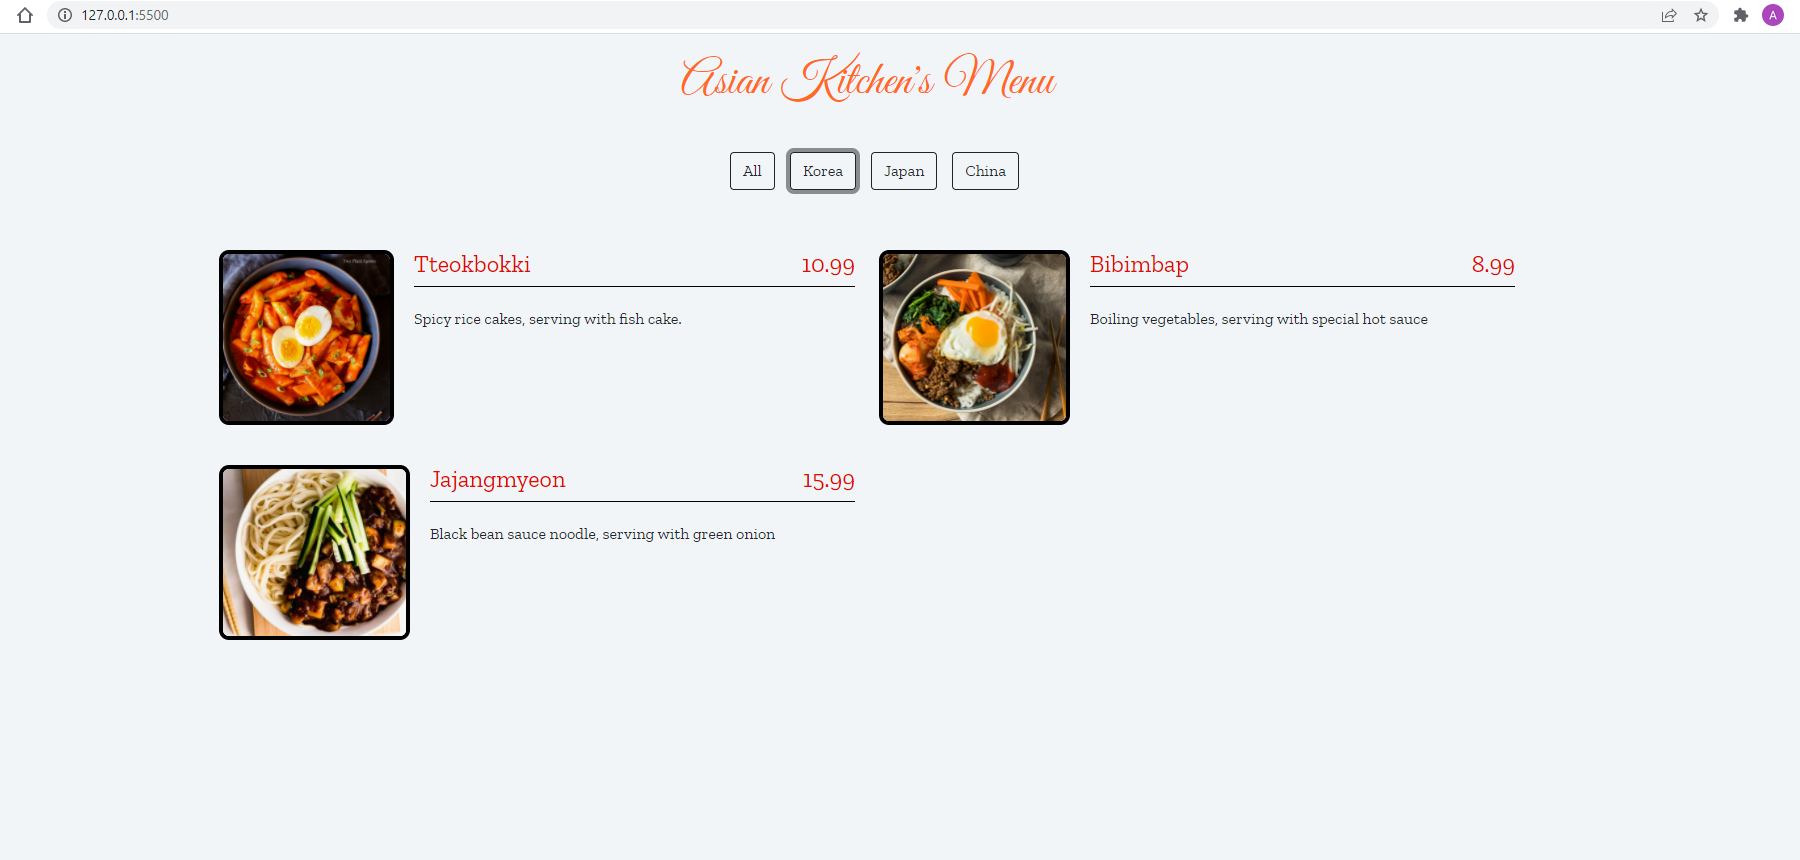 127.0.0.1:5500
A
Asian Kitchen's Menu
All
Korea
Japan
China
Tteokbokki 10.99
Spicy rice cakes, serving with fish cake.
Bibimbap 8.99
Boiling vegetables, serving with special hot sauce
Jajangmyeon 15.99
Black bean sauce noodle, serving with green onion